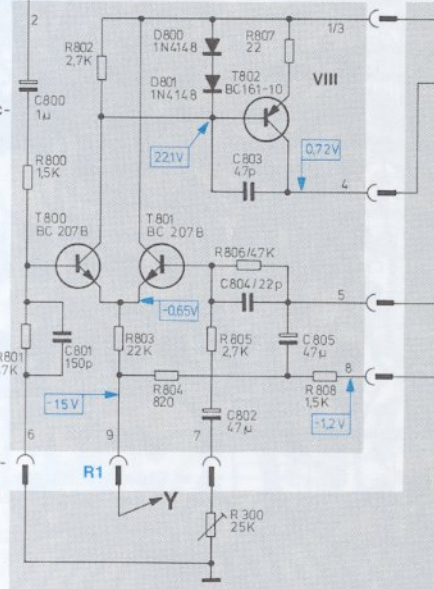 2
R802
2,7K
D800
1N4148
R807
22
1/3
D801
1N4148
T802
BC161-10
VIII
C800
1µ
22,1V
0,72V
R800
1,5K
C803
47p
4
T800
BC 207B
T801
BC 207B
R806/47K
C804/22p
5
-0,65V
R801
7K
C801
150p
R803
22K
R805
2,7K
C805
47µ
-15V
R804
820
8
R808
1,5K
C802
47µ
-1,2V
6
9
7
R1
Y
R300
25K